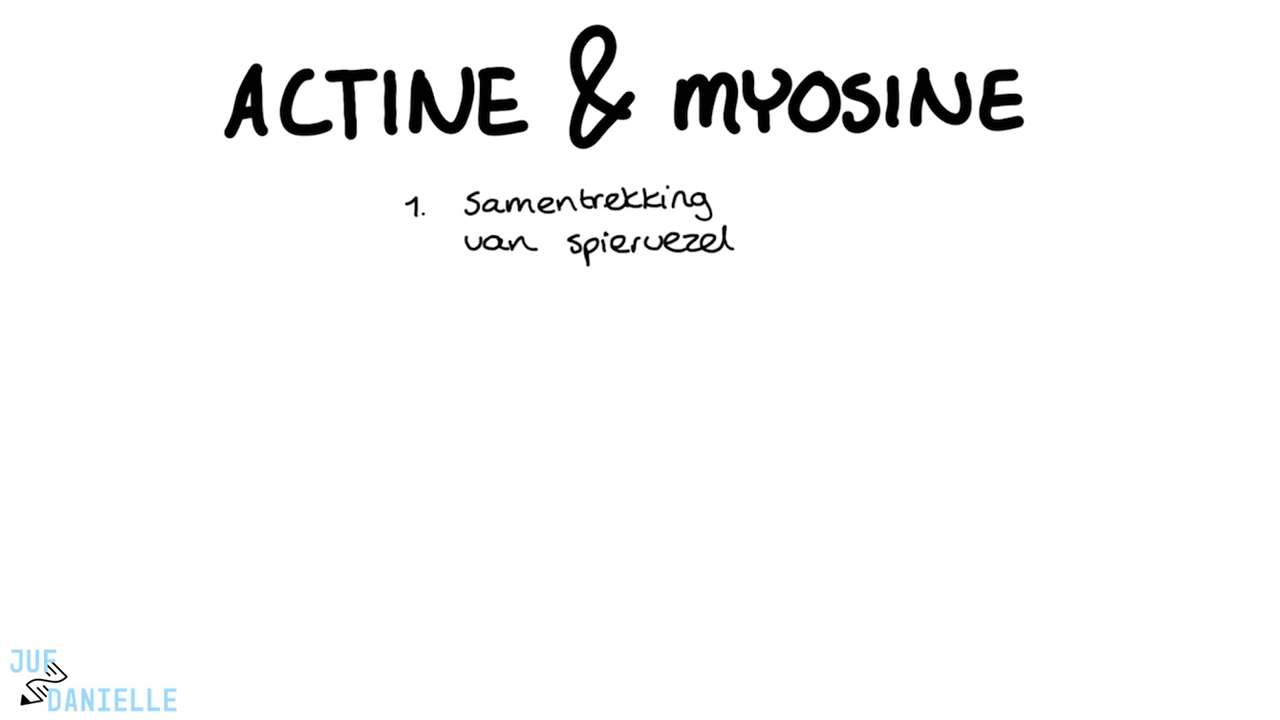 ACTINE & MYOSINE
1. Samentrekking
van spiervezel
JUF
DANIELLE